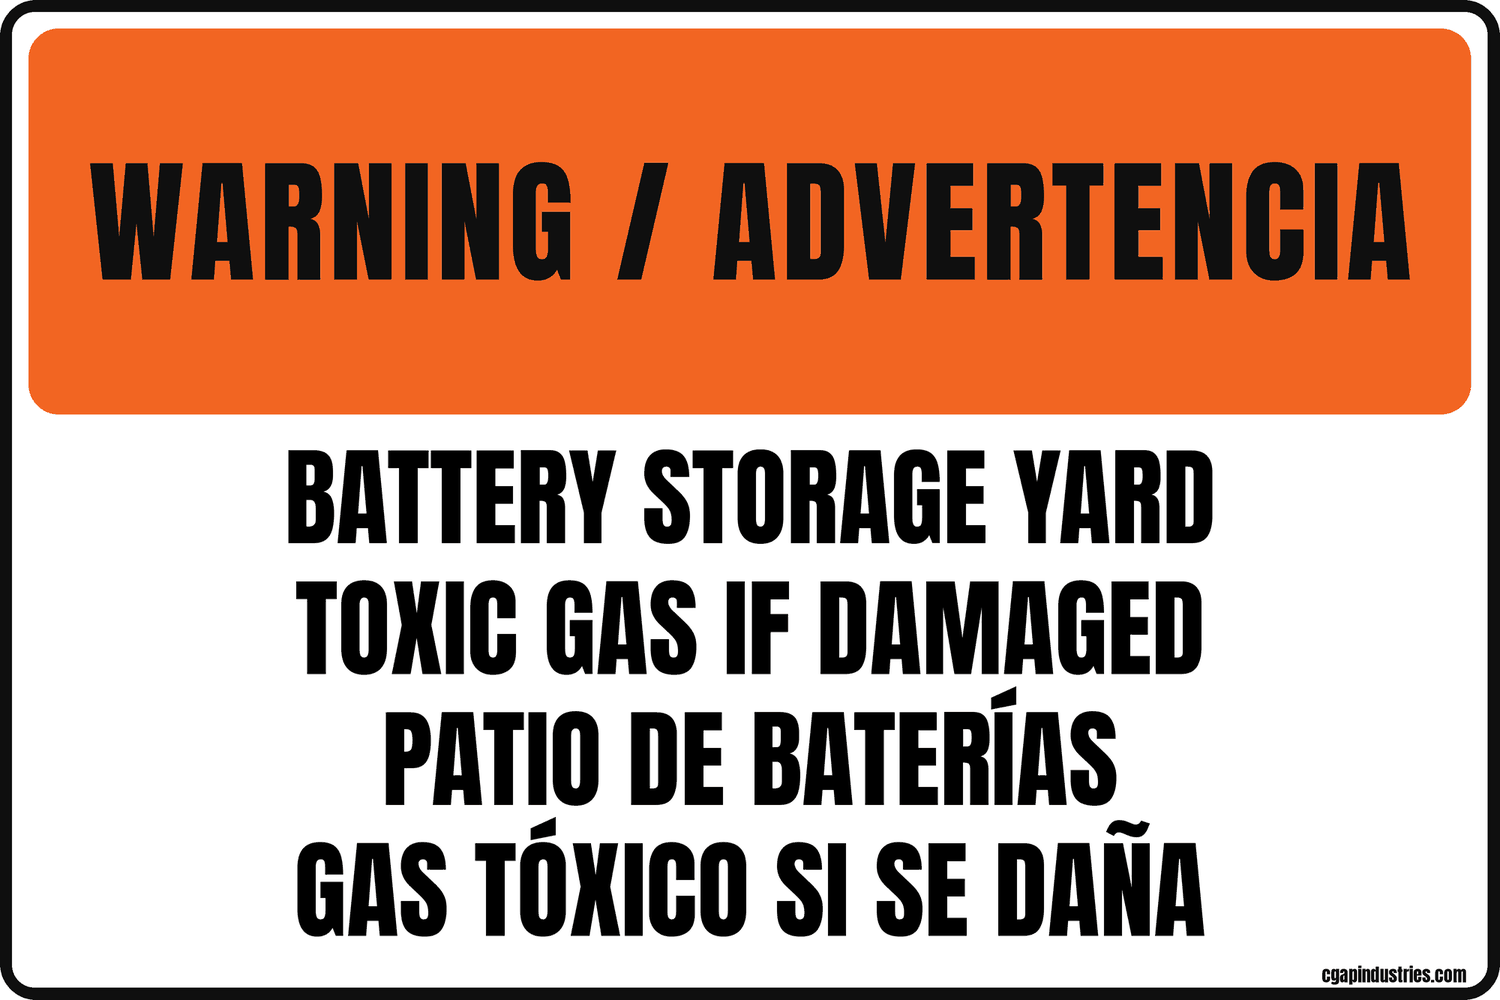 WARNING / ADVERTENCIA
BATTERY STORAGE YARD
TOXIC GAS IF DAMAGED
PATIO DE BATERÍAS
GAS TÓXICO SI SE DAÑA
cgapindustries.com